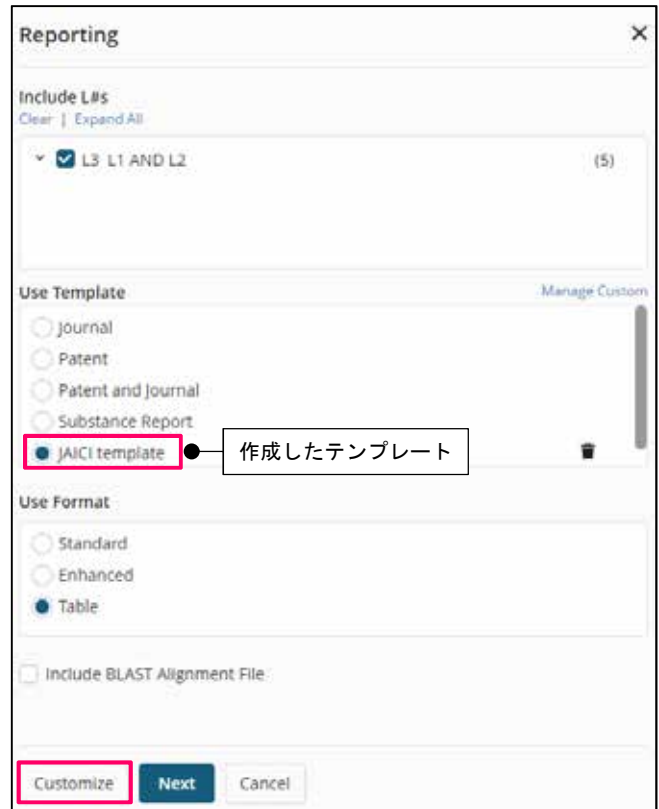 Reporting
Include L#s
Clear | Expand All
L3 L1 AND L2 (5)
Use Template Manage Custom
Journal
Patent
Patent and Journal
Substance Report
JAICI template 作成したテンプレート
Use Format
Standard
Enhanced
Table
Include BLAST Alignment File
Customize Next Cancel